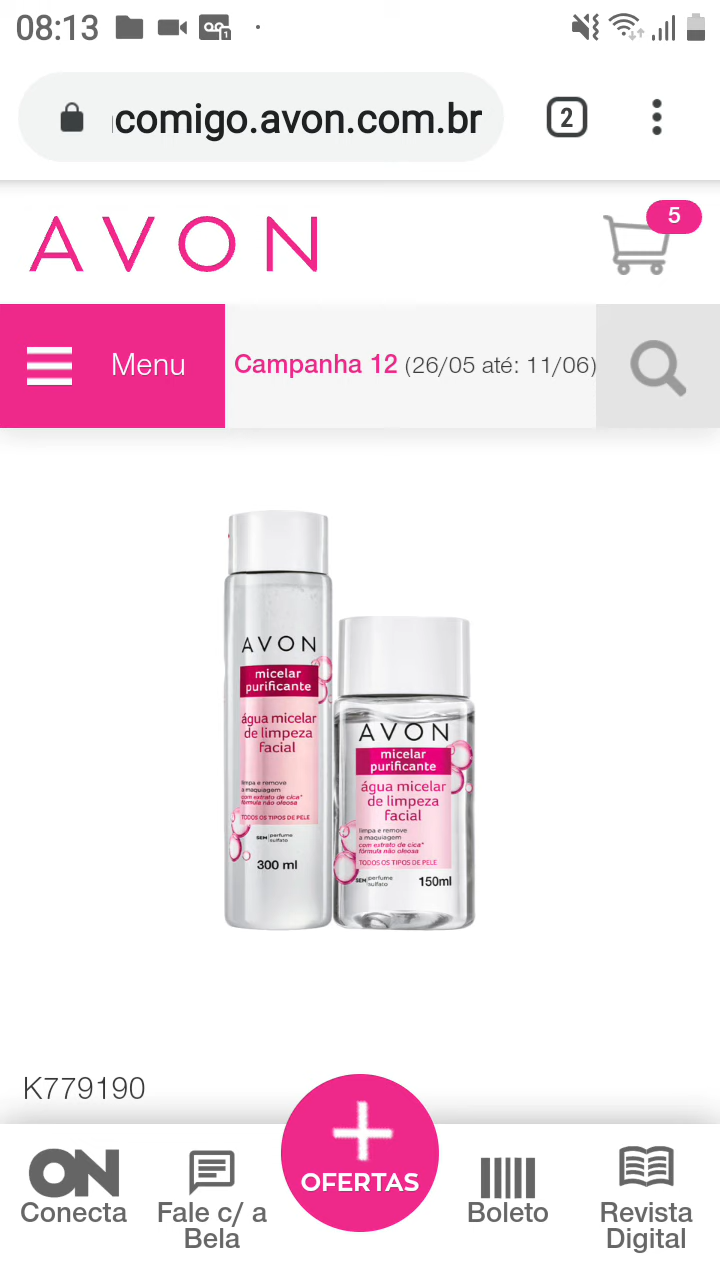 08:13
comigo.avon.com.br
2
AVON
5
Menu
Campanha 12 (26/05 até: 11/06)
AVON
micelar
purificante
água micelar
de limpeza
facial
limpa e remove
a maquiagem
com extrato de cica*
fórmula não oleosa
TODOS OS TIPOS DE PELE
SEM perfume
sulfato
300 ml
AVON
micelar
purificante
água micelar
de limpeza
facial
limpa e remove
a maquiagem
com extrato de cica*
fórmula não oleosa
TODOS OS TIPOS DE PELE
SEM perfume
sulfato
150ml
K779190
ON
Conecta
Fale c/ a
Bela
OFERTAS
Boleto
Revista
Digital